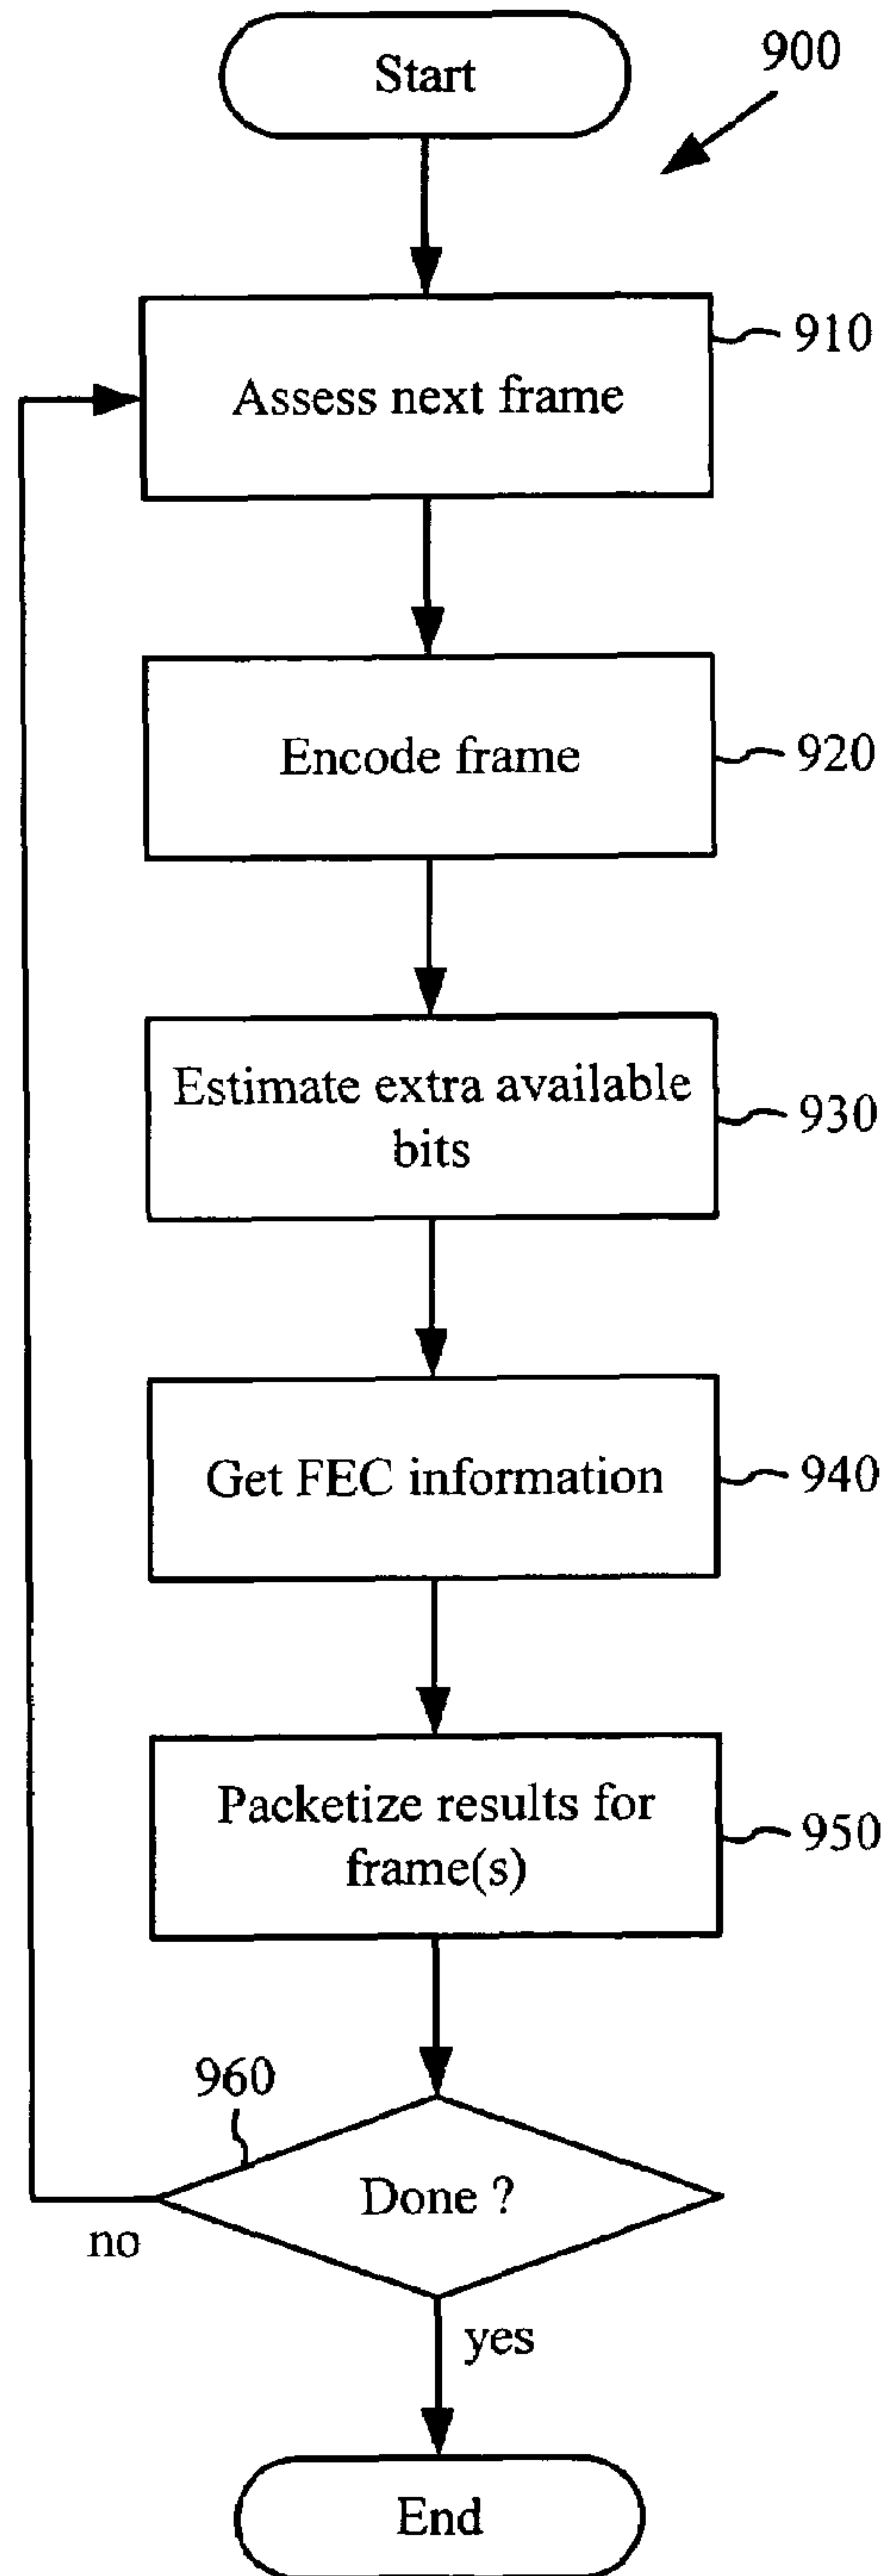 Start
900
Assess next frame
910
Encode frame
920
Estimate extra available
bits
930
Get FEC information
940
Packetize results for
frame(s)
950
960
Done ?
no
yes
End